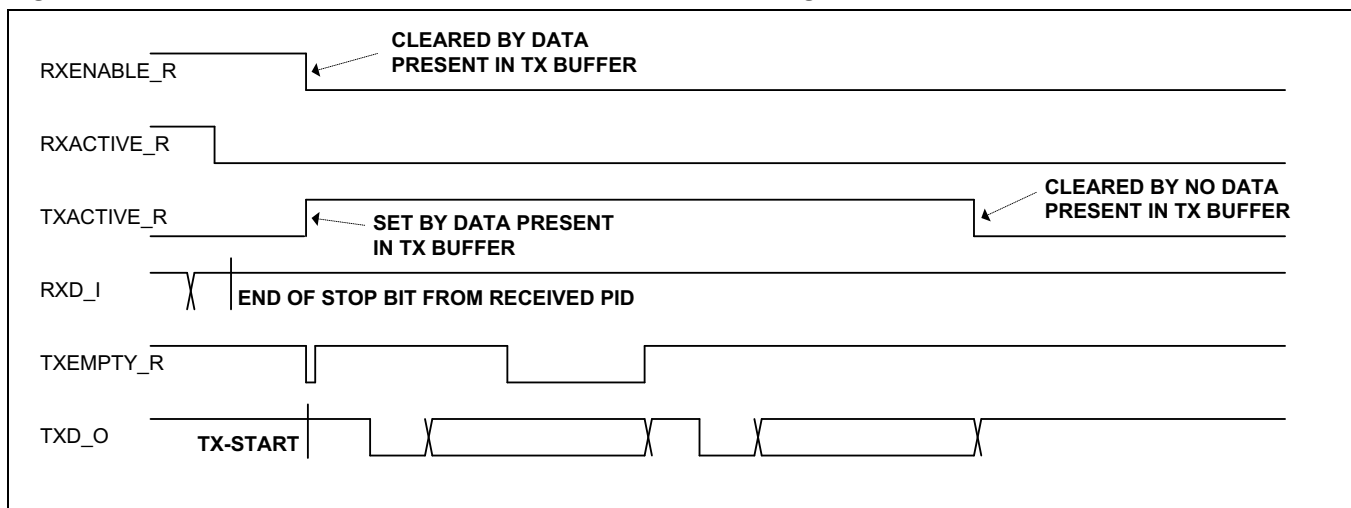 CLEARED BY DATA
PRESENT IN TX BUFFER
RXENABLE_R
RXACTIVE_R
CLEARED BY NO DATA
PRESENT IN TX BUFFER
TXACTIVE_R
SET BY DATA PRESENT
IN TX BUFFER
RXD_I
END OF STOP BIT FROM RECEIVED PID
TXEMPTY_R
TXD_O
TX-START